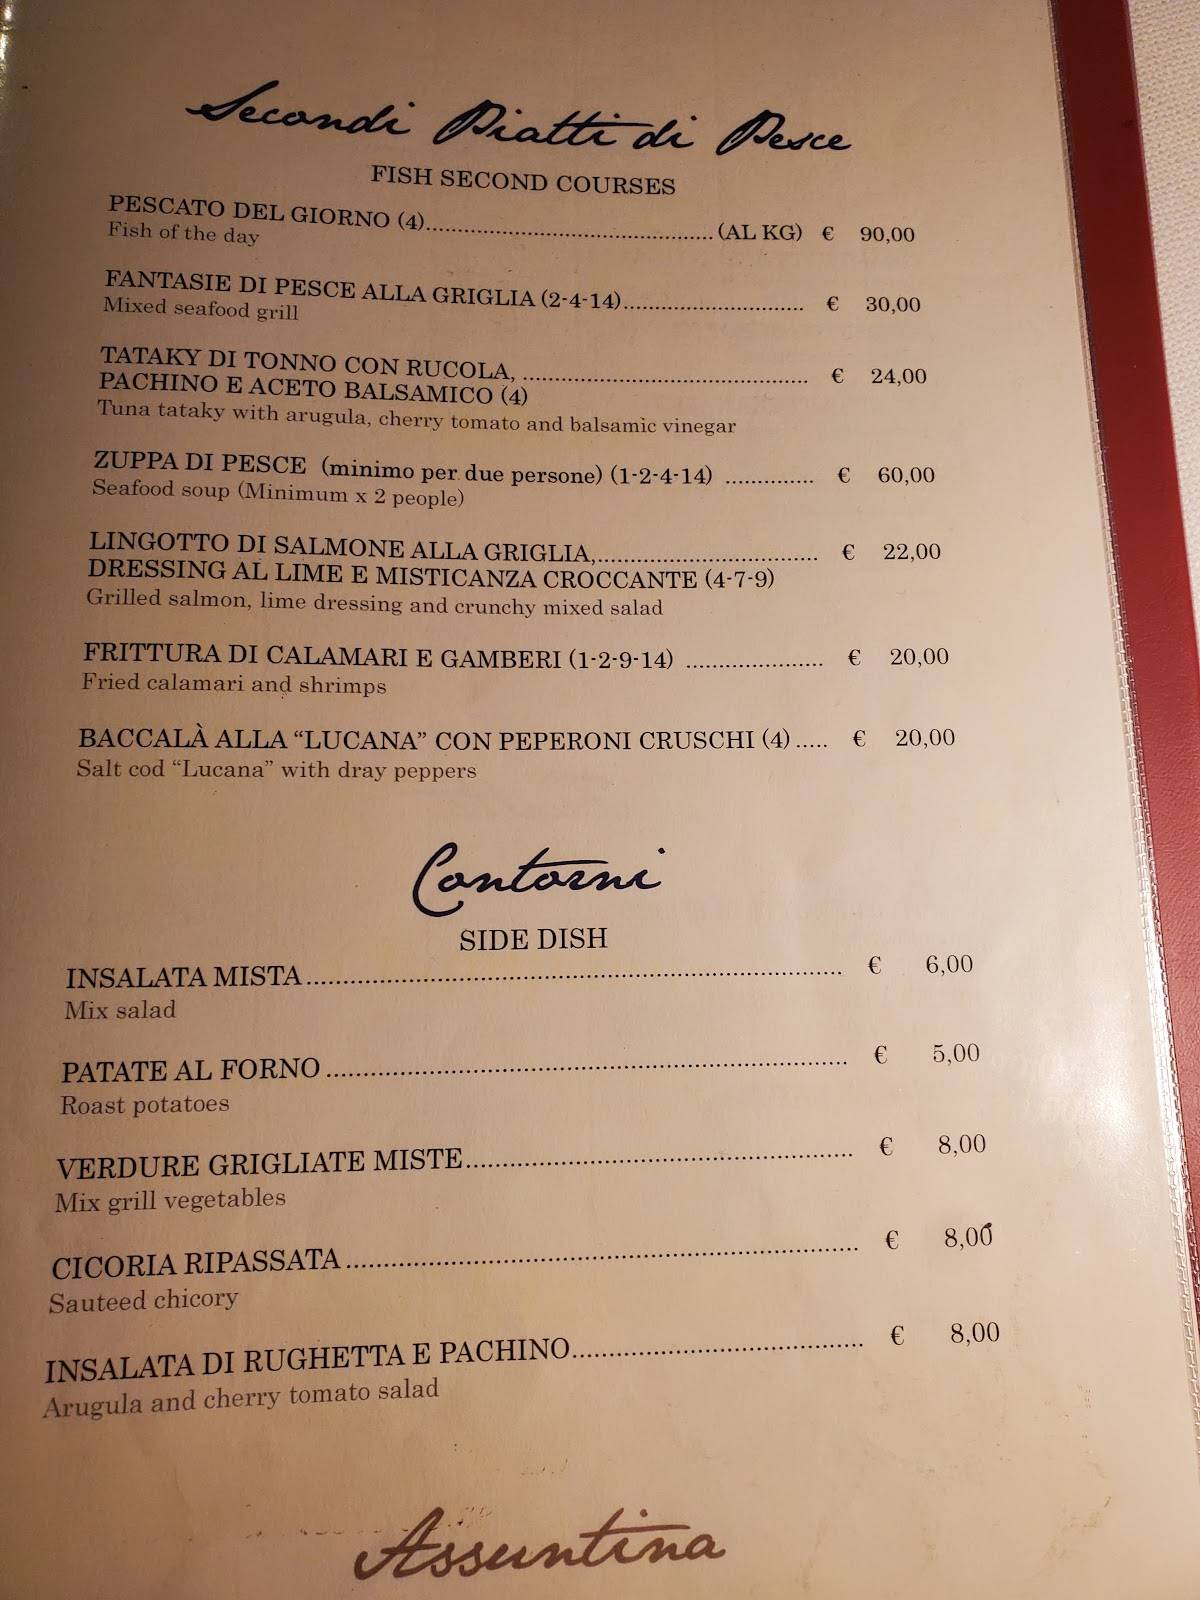 Secondi Piatti di Pesce
FISH SECOND COURSES
PESCATO DEL GIORNO (4)................................................(AL KG) € 90,00
Fish of the day
FANTASIE DI PESCE ALLA GRIGLIA (2-4-14).............................. € 30,00
Mixed seafood grill
TATAKY DI TONNO CON RUCOLA, ................................................ € 24,00
PACHINO E ACETO BALSAMICO (4)
Tuna tataky with arugula, cherry tomato and balsamic vinegar
ZUPPA DI PESCE (minimo per due persone) (1-2-4-14) .............. € 60,00
Seafood soup (Minimum x 2 people)
LINGOTTO DI SALMONE ALLA GRIGLIA,..................................... € 22,00
DRESSING AL LIME E MISTICANZA CROCCANTE (4-7-9)
Grilled salmon, lime dressing and crunchy mixed salad
FRITTURA DI CALAMARI E GAMBERI (1-2-9-14) ...................... € 20,00
Fried calamari and shrimps
BACCALÀ ALLA “LUCANA” CON PEPERONI CRUSCHI (4) ..... € 20,00
Salt cod “Lucana” with dray peppers
Contorni
SIDE DISH
INSALATA MISTA.......................................................................... € 6,00
Mix salad
PATATE AL FORNO....................................................................... € 5,00
Roast potatoes
VERDURE GRIGLIATE MISTE..................................................... € 8,00
Mix grill vegetables
CICORIA RIPASSATA..................................................................... € 8,00
Sauteed chicory
INSALATA DI RUGHETTA E PACHINO........................................ € 8,00
Arugula and cherry tomato salad
Assuntina